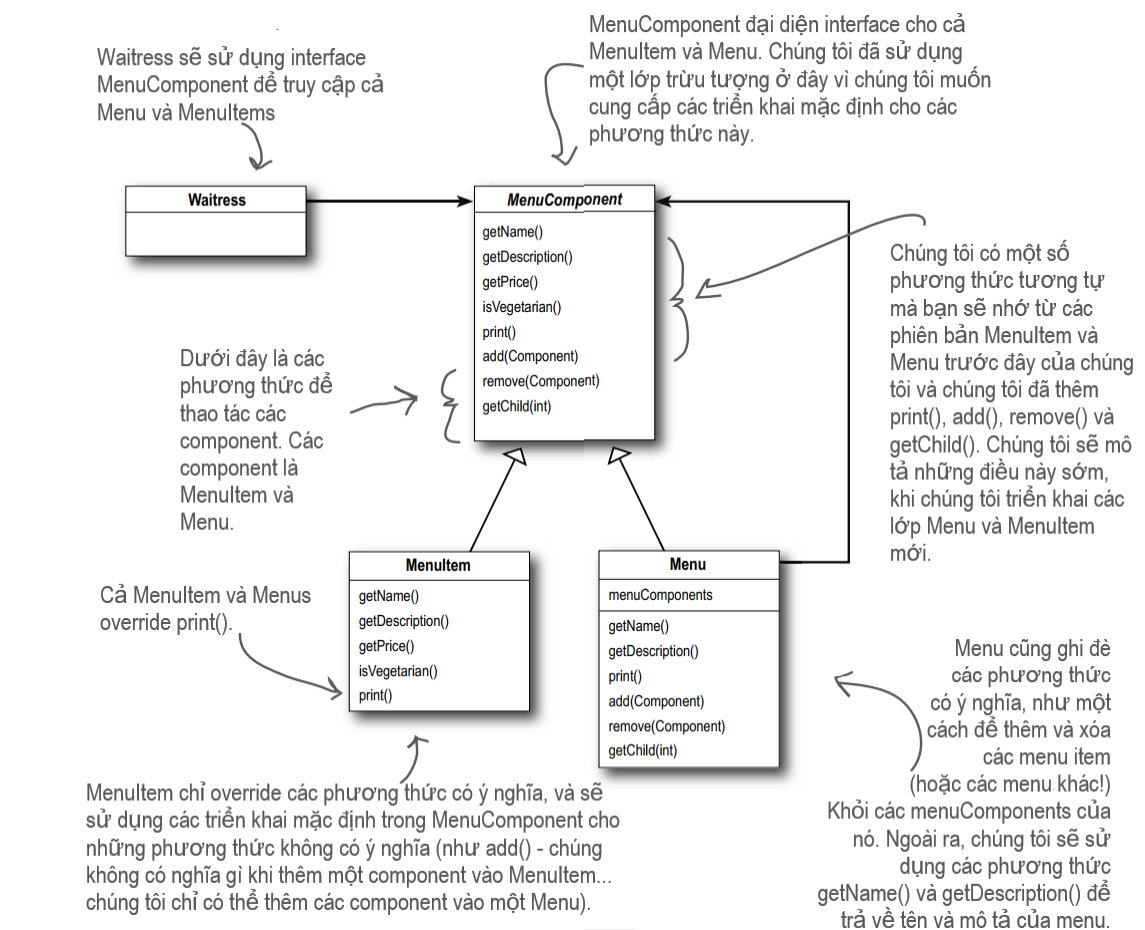 Waitress sẽ sử dụng interface
MenuComponent để truy cập cả
Menu và MenuItems
MenuComponent đại diện interface cho cả
MenuItem và Menu. Chúng tôi đã sử dụng
một lớp trừu tượng ở đây vì chúng tôi muốn
cung cấp các triển khai mặc định cho các
phương thức này.
Waitress
MenuComponent
getName()
getDescription()
getPrice()
isVegetarian()
print()
add(Component)
remove(Component)
getChild(int)
Chúng tôi có một số
phương thức tương tự
mà bạn sẽ nhớ từ các
phiên bản MenuItem và
Menu trước đây của chúng
tôi và chúng tôi đã thêm
print(), add(), remove() và
getChild(). Chúng tôi sẽ mô
tả những điều này sớm,
khi chúng tôi triển khai các
lớp Menu và MenuItem
mới.
Dưới đây là các
phương thức để
thao tác các
component. Các
component là
MenuItem và
Menu.
MenuItem
getName()
getDescription()
getPrice()
isVegetarian()
print()
Menu
menuComponents
getName()
getDescription()
print()
add(Component)
remove(Component)
getChild(int)
Cả MenuItem và Menus
override print().
Menu cũng ghi đè
các phương thức
có ý nghĩa, như một
cách để thêm và xóa
các menu item
(hoặc các menu khác!)
Khỏi các menuComponents của
nó. Ngoài ra, chúng tôi sẽ sử
dụng các phương thức
getName() và getDescription() để
trả về tên và mô tả của menu.
MenuItem chỉ override các phương thức có ý nghĩa, và sẽ
sử dụng các triển khai mặc định trong MenuComponent cho
những phương thức không có ý nghĩa (như add() - chúng
không có nghĩa gì khi thêm một component vào MenuItem...
chúng tôi chỉ có thể thêm các component vào một Menu).